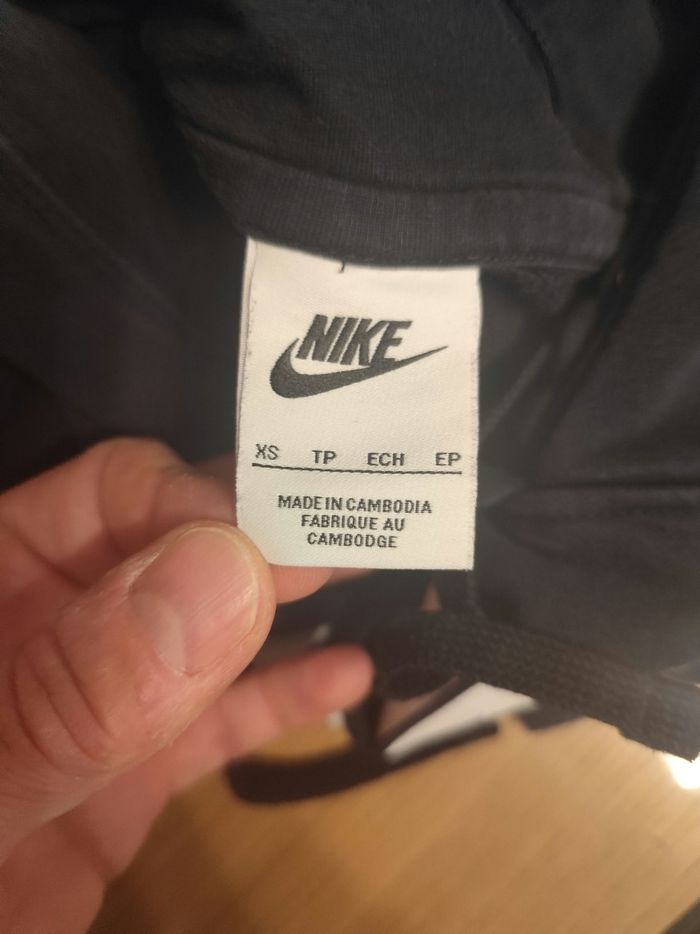 NIKE
XS TP ECH EP
MADE IN CAMBODIA
FABRIQUE AU
CAMBODGE